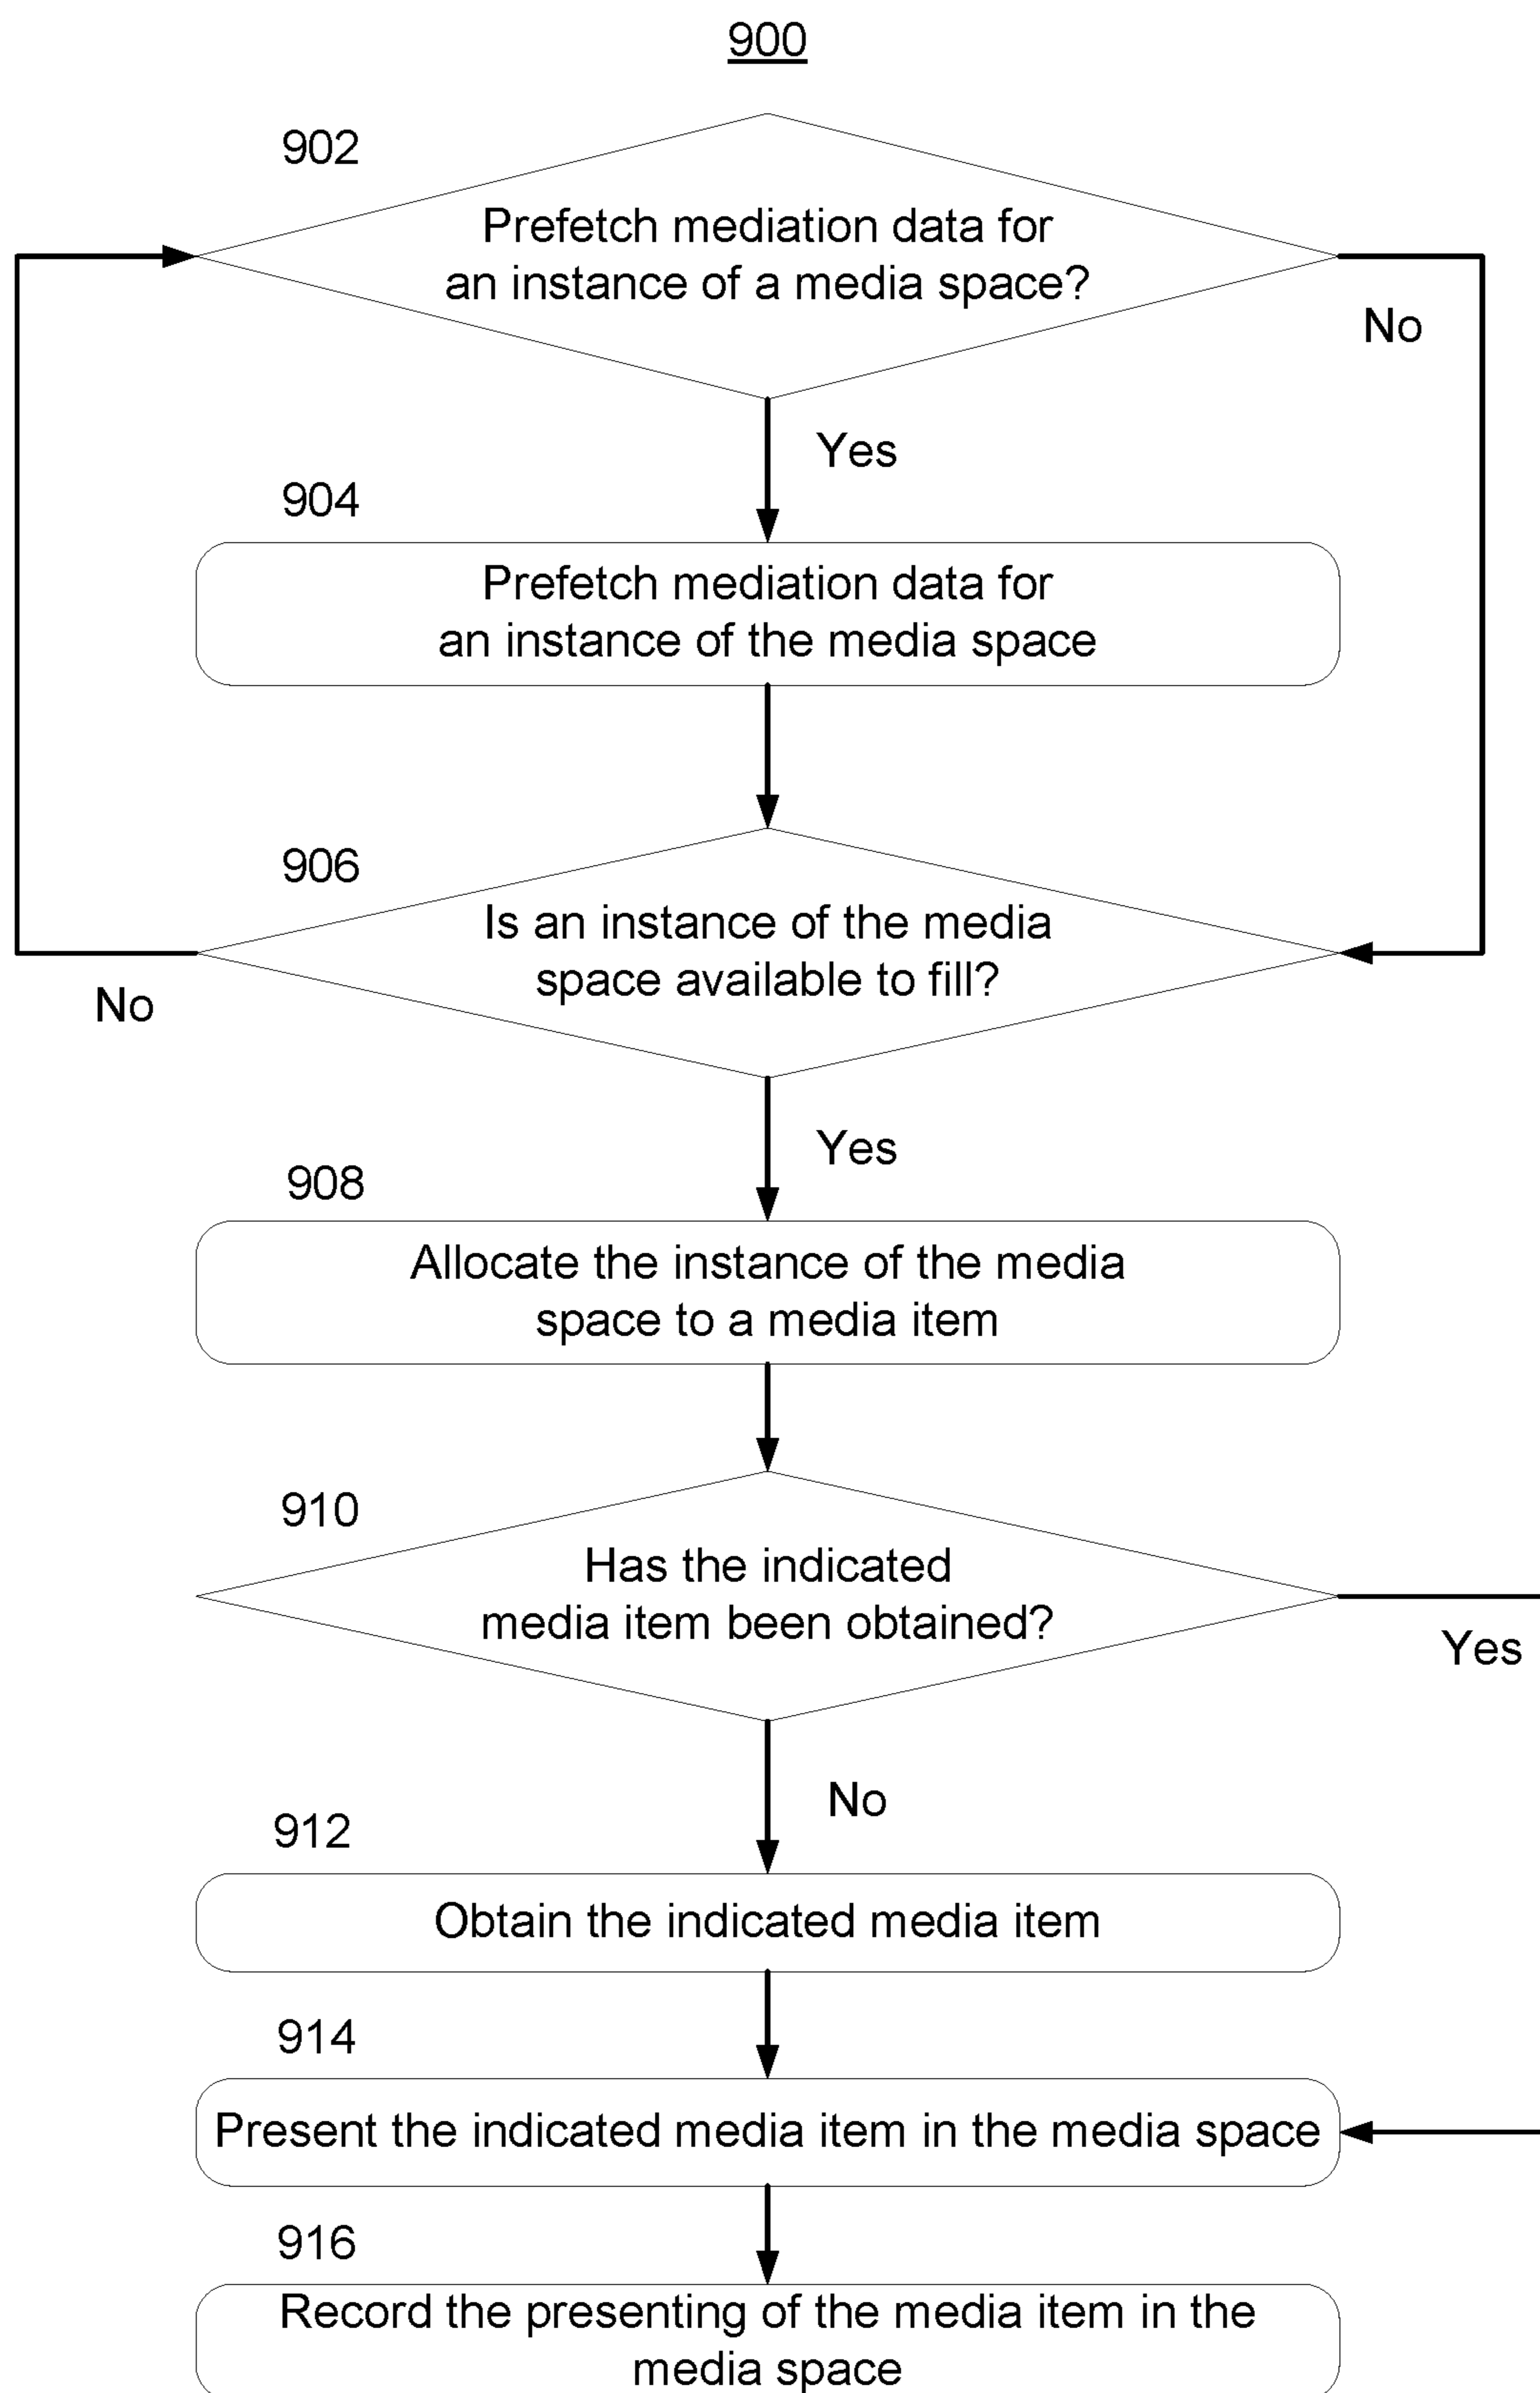 900
902
Prefetch mediation data for
an instance of a media space?
No
Yes
904
Prefetch mediation data for
an instance of the media space
906
Is an instance of the media
space available to fill?
No
Yes
908
Allocate the instance of the media
space to a media item
910
Has the indicated
media item been obtained?
Yes
No
912
Obtain the indicated media item
914
Present the indicated media item in the media space
916
Record the presenting of the media item in the
media space